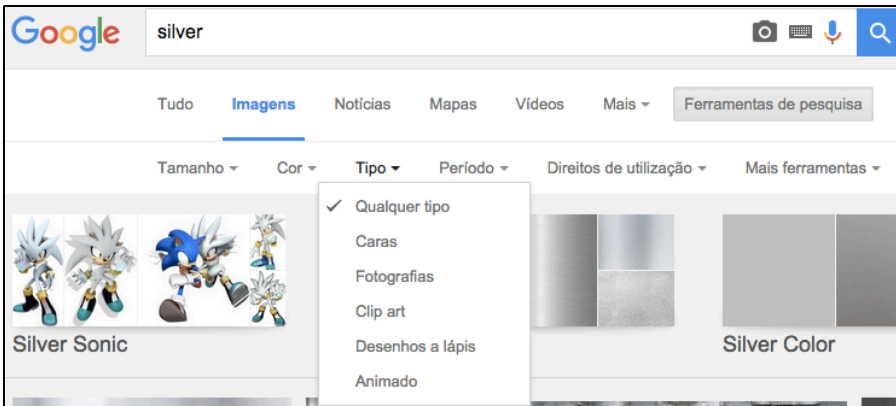 Google silver
Tudo Imagens Notícias Mapas Vídeos Mais Ferramentas de pesquisa
Tamanho Cor Tipo Período Direitos de utilização Mais ferramentas
Qualquer tipo
Caras
Fotografias
Clip art
Desenhos a lápis
Animado
Silver Sonic
Silver Color